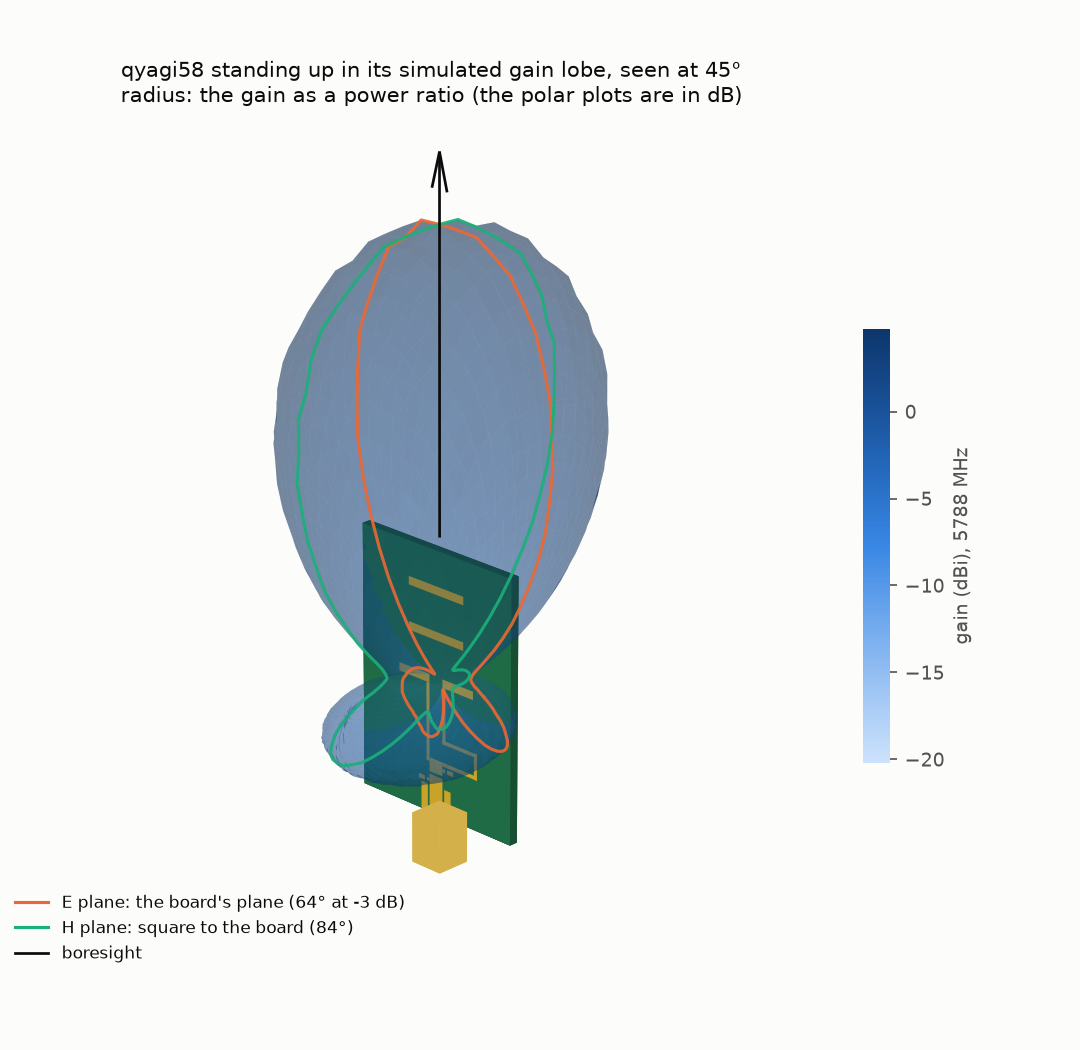 qyagi58 standing up in its simulated gain lobe, seen at 45°
radius: the gain as a power ratio (the polar plots are in dB)
0
−5
−10
−15
−20
gain (dBi), 5788 MHz
E plane: the board's plane (64° at -3 dB)
H plane: square to the board (84°)
boresight